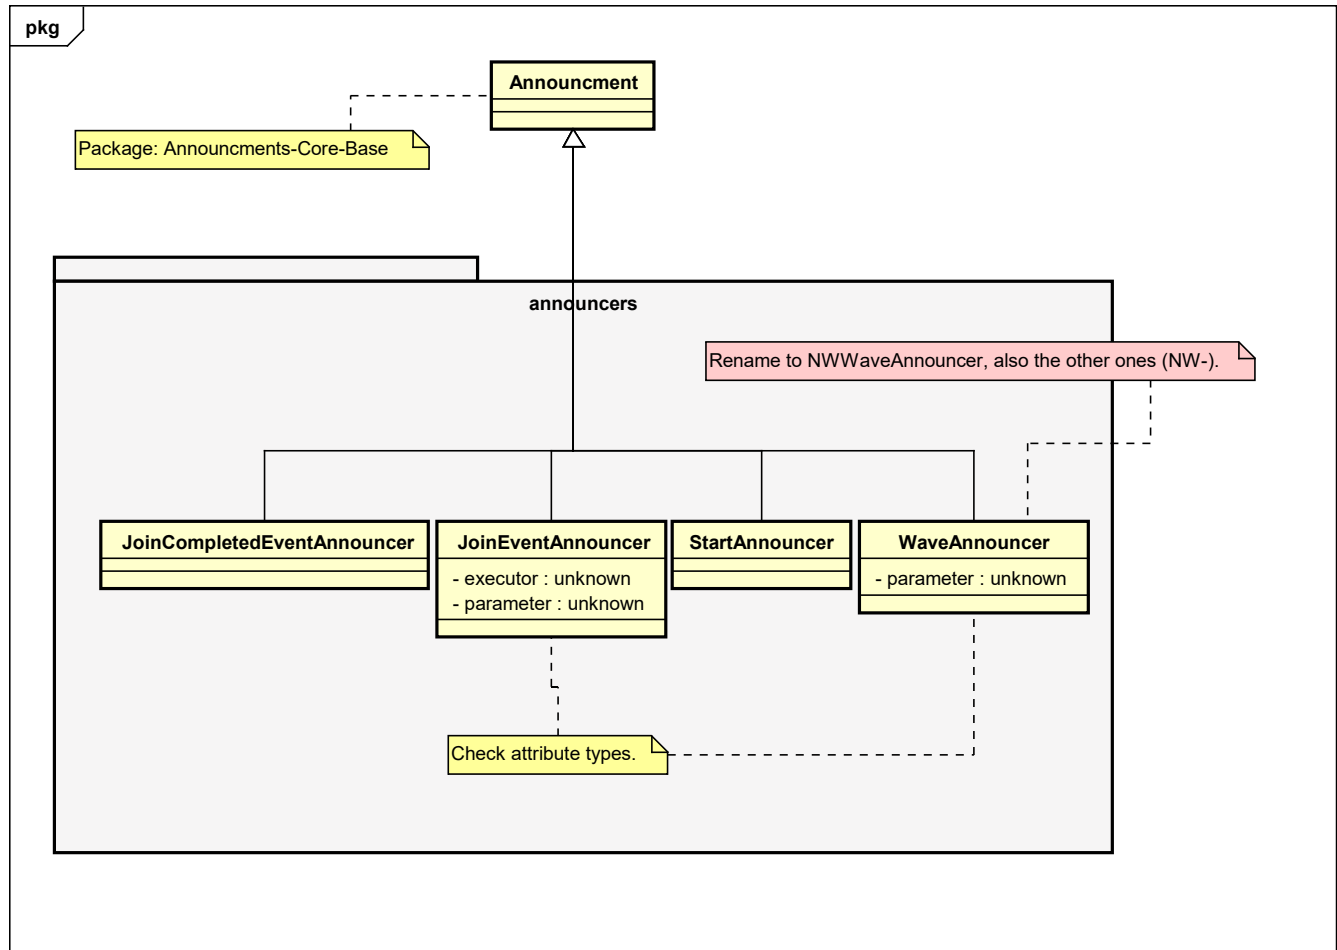 pkg
Announcment
Package: Announcments-Core-Base
announcers
Rename to NWWaveAnnouncer, also the other ones (NW-).
JoinCompletedEventAnnouncer
JoinEventAnnouncer
- executor : unknown
- parameter : unknown
StartAnnouncer
WaveAnnouncer
- parameter : unknown
Check attribute types.